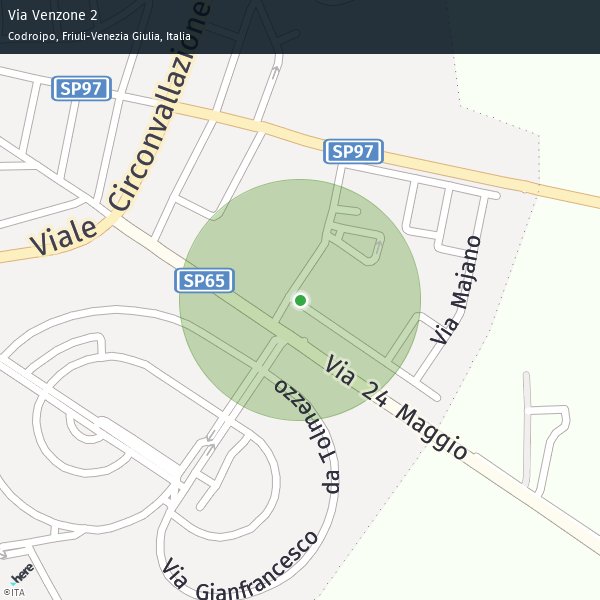 Via Venzone 2
Codroipo, Friuli-Venezia Giulia, Italia
SP97
Viale Circonvallazione
SP97
SP65
Via Majano
Via 24 Maggio
Via Gianfrancesco da Tolmezzo
here
©ITA